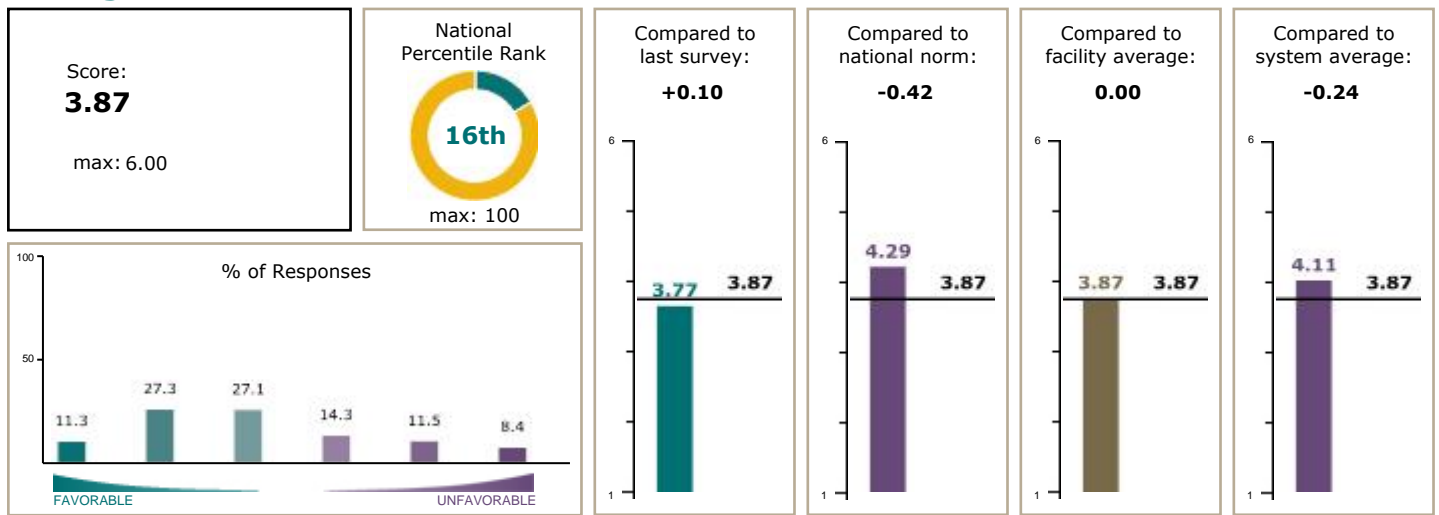 Score:
3.87
max: 6.00
National
Percentile Rank
16th
max: 100
Compared to
last survey:
+0.10
6
3.77 3.87
1
Compared to
national norm:
-0.42
6
4.29
3.87
1
Compared to
facility average:
0.00
6
3.87 3.87
1
Compared to
system average:
-0.24
6
4.11
3.87
1
% of Responses
100
50
11.3 27.3 27.1 14.3 11.5 8.4
FAVORABLE UNFAVORABLE